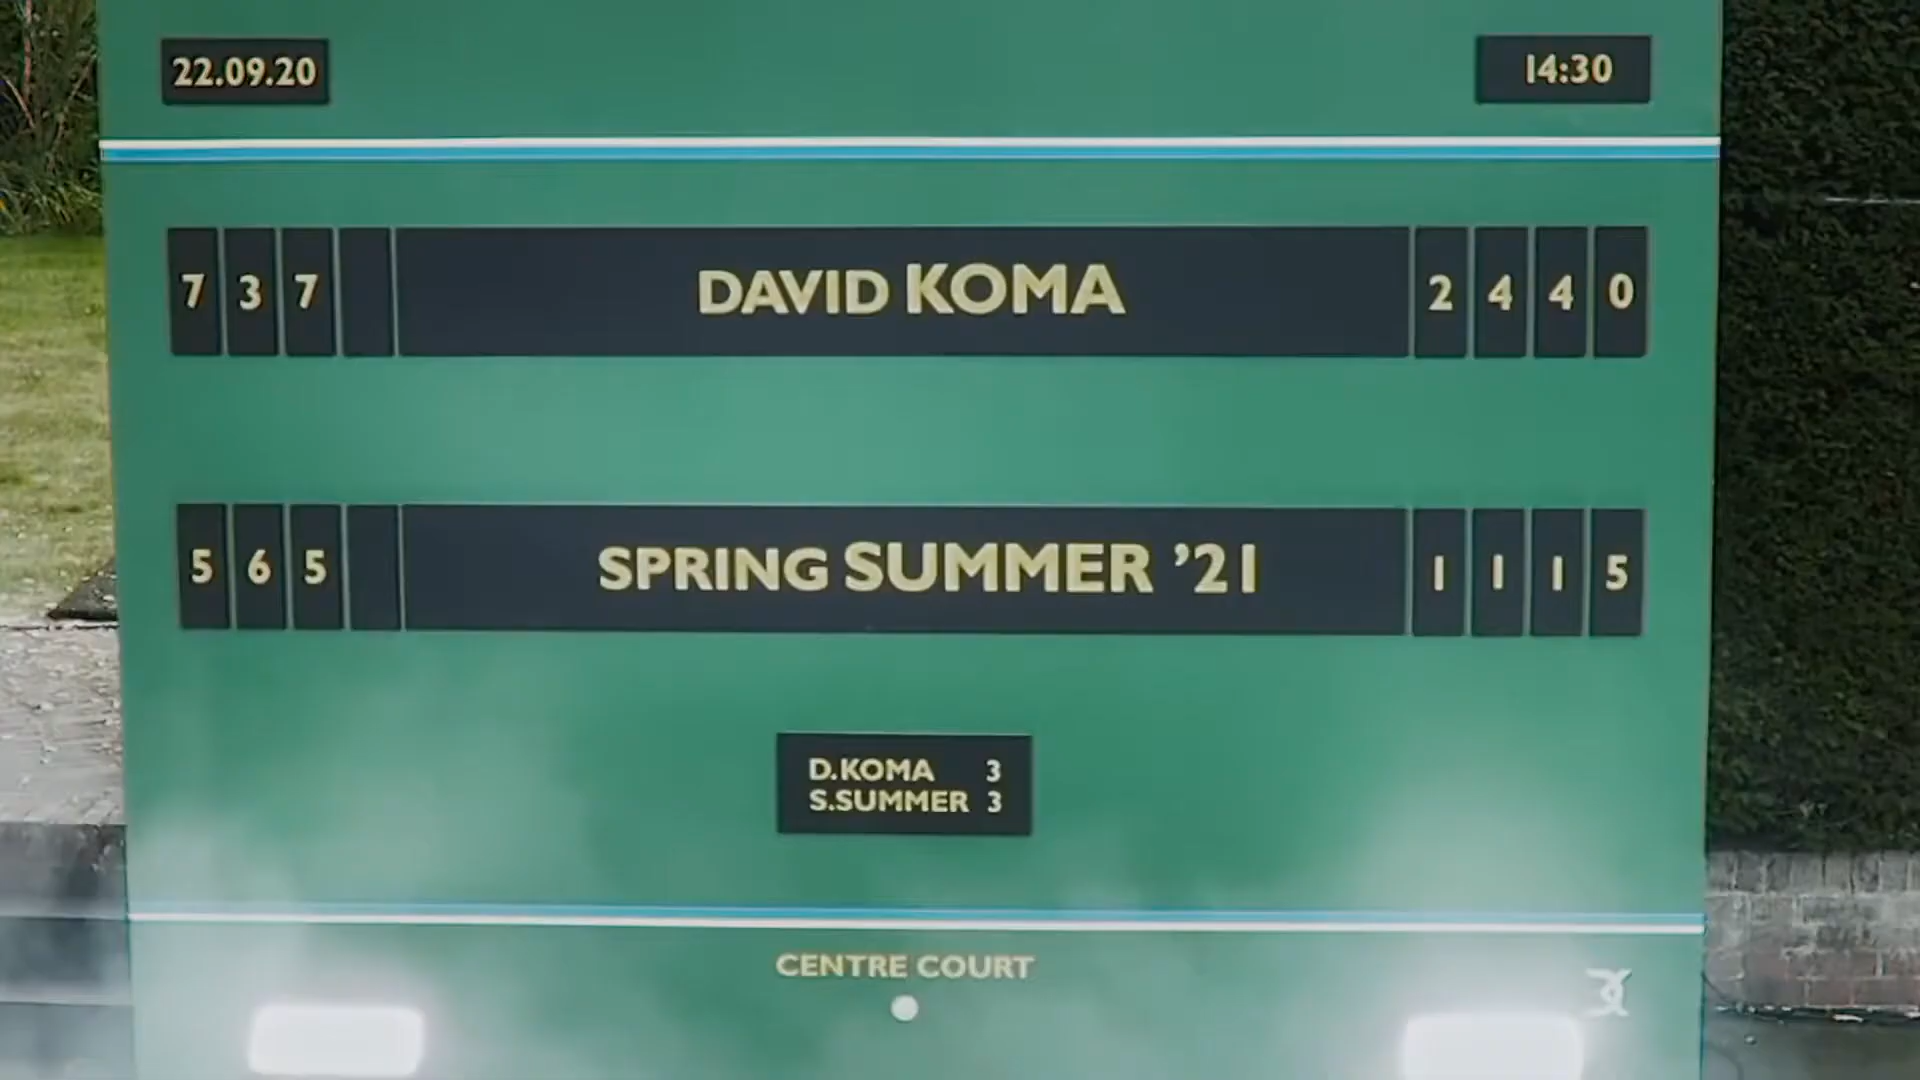 22.09.20 14:30
7 3 7 DAVID KOMA 2 4 4 0
5 6 5 SPRING SUMMER ’21 1 1 1 5
D.KOMA 3
S.SUMMER 3
CENTRE COURT